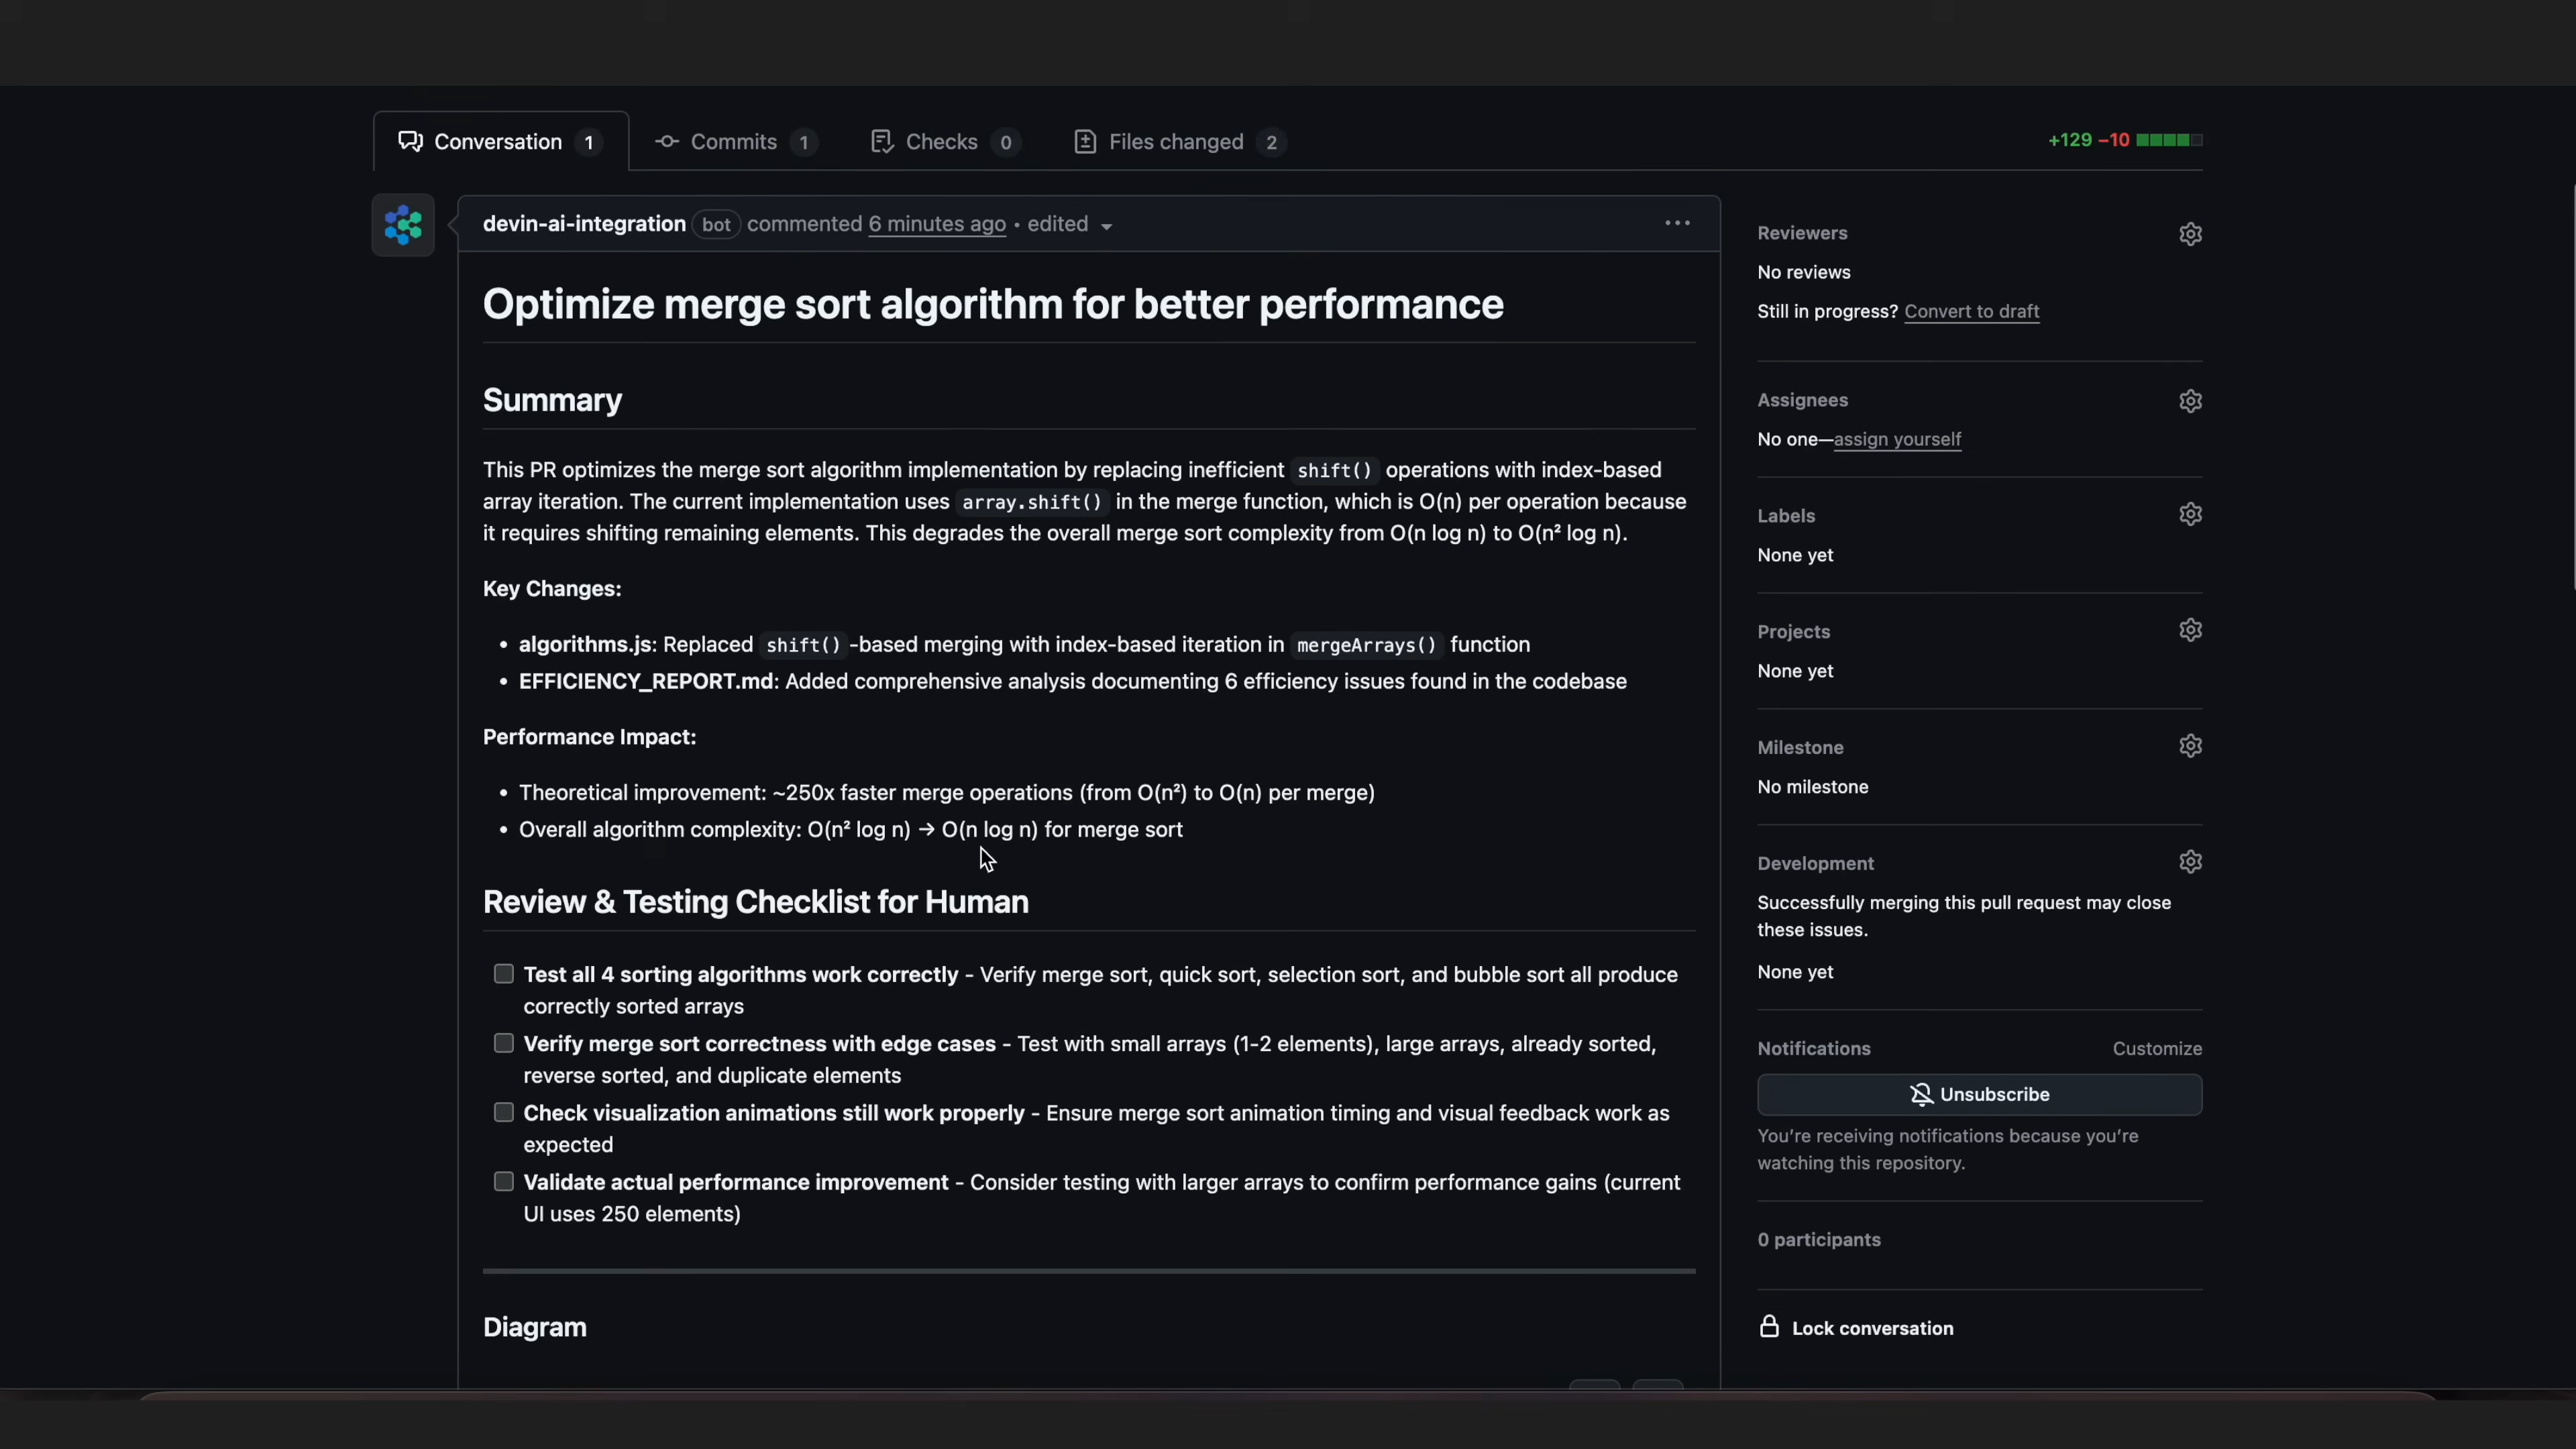 Conversation 1
Commits 1
Checks 0
Files changed 2
+129 −10
devin-ai-integration bot commented 6 minutes ago • edited
Optimize merge sort algorithm for better performance
Summary
This PR optimizes the merge sort algorithm implementation by replacing inefficient shift() operations with index-based
array iteration. The current implementation uses array.shift() in the merge function, which is O(n) per operation because
it requires shifting remaining elements. This degrades the overall merge sort complexity from O(n log n) to O(n² log n).
Key Changes:
• algorithms.js: Replaced shift()-based merging with index-based iteration in mergeArrays() function
• EFFICIENCY_REPORT.md: Added comprehensive analysis documenting 6 efficiency issues found in the codebase
Performance Impact:
• Theoretical improvement: ~250x faster merge operations (from O(n²) to O(n) per merge)
• Overall algorithm complexity: O(n² log n) → O(n log n) for merge sort
Review & Testing Checklist for Human
Test all 4 sorting algorithms work correctly - Verify merge sort, quick sort, selection sort, and bubble sort all produce
correctly sorted arrays
Verify merge sort correctness with edge cases - Test with small arrays (1-2 elements), large arrays, already sorted,
reverse sorted, and duplicate elements
Check visualization animations still work properly - Ensure merge sort animation timing and visual feedback work as
expected
Validate actual performance improvement - Consider testing with larger arrays to confirm performance gains (current
UI uses 250 elements)
Diagram
Reviewers
No reviews
Still in progress? Convert to draft
Assignees
No one—assign yourself
Labels
None yet
Projects
None yet
Milestone
No milestone
Development
Successfully merging this pull request may close
these issues.
None yet
Notifications Customize
Unsubscribe
You're receiving notifications because you're
watching this repository.
0 participants
Lock conversation